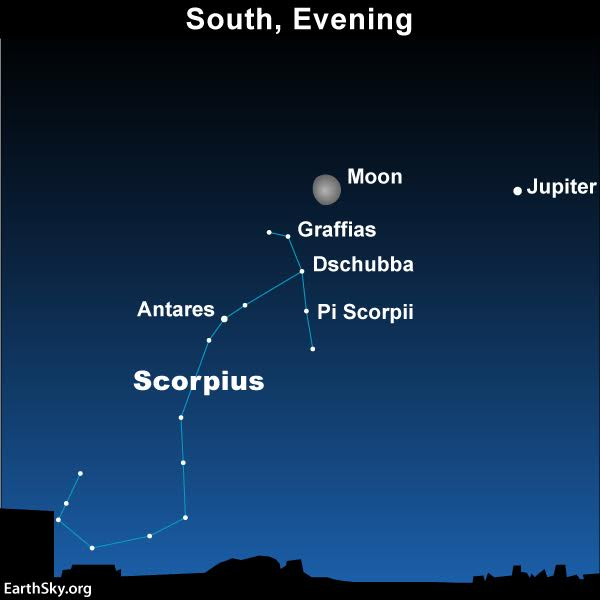 South, Evening
Moon
Jupiter
Graffias
Dschubba
Antares
Pi Scorpii
Scorpius
EarthSky.org